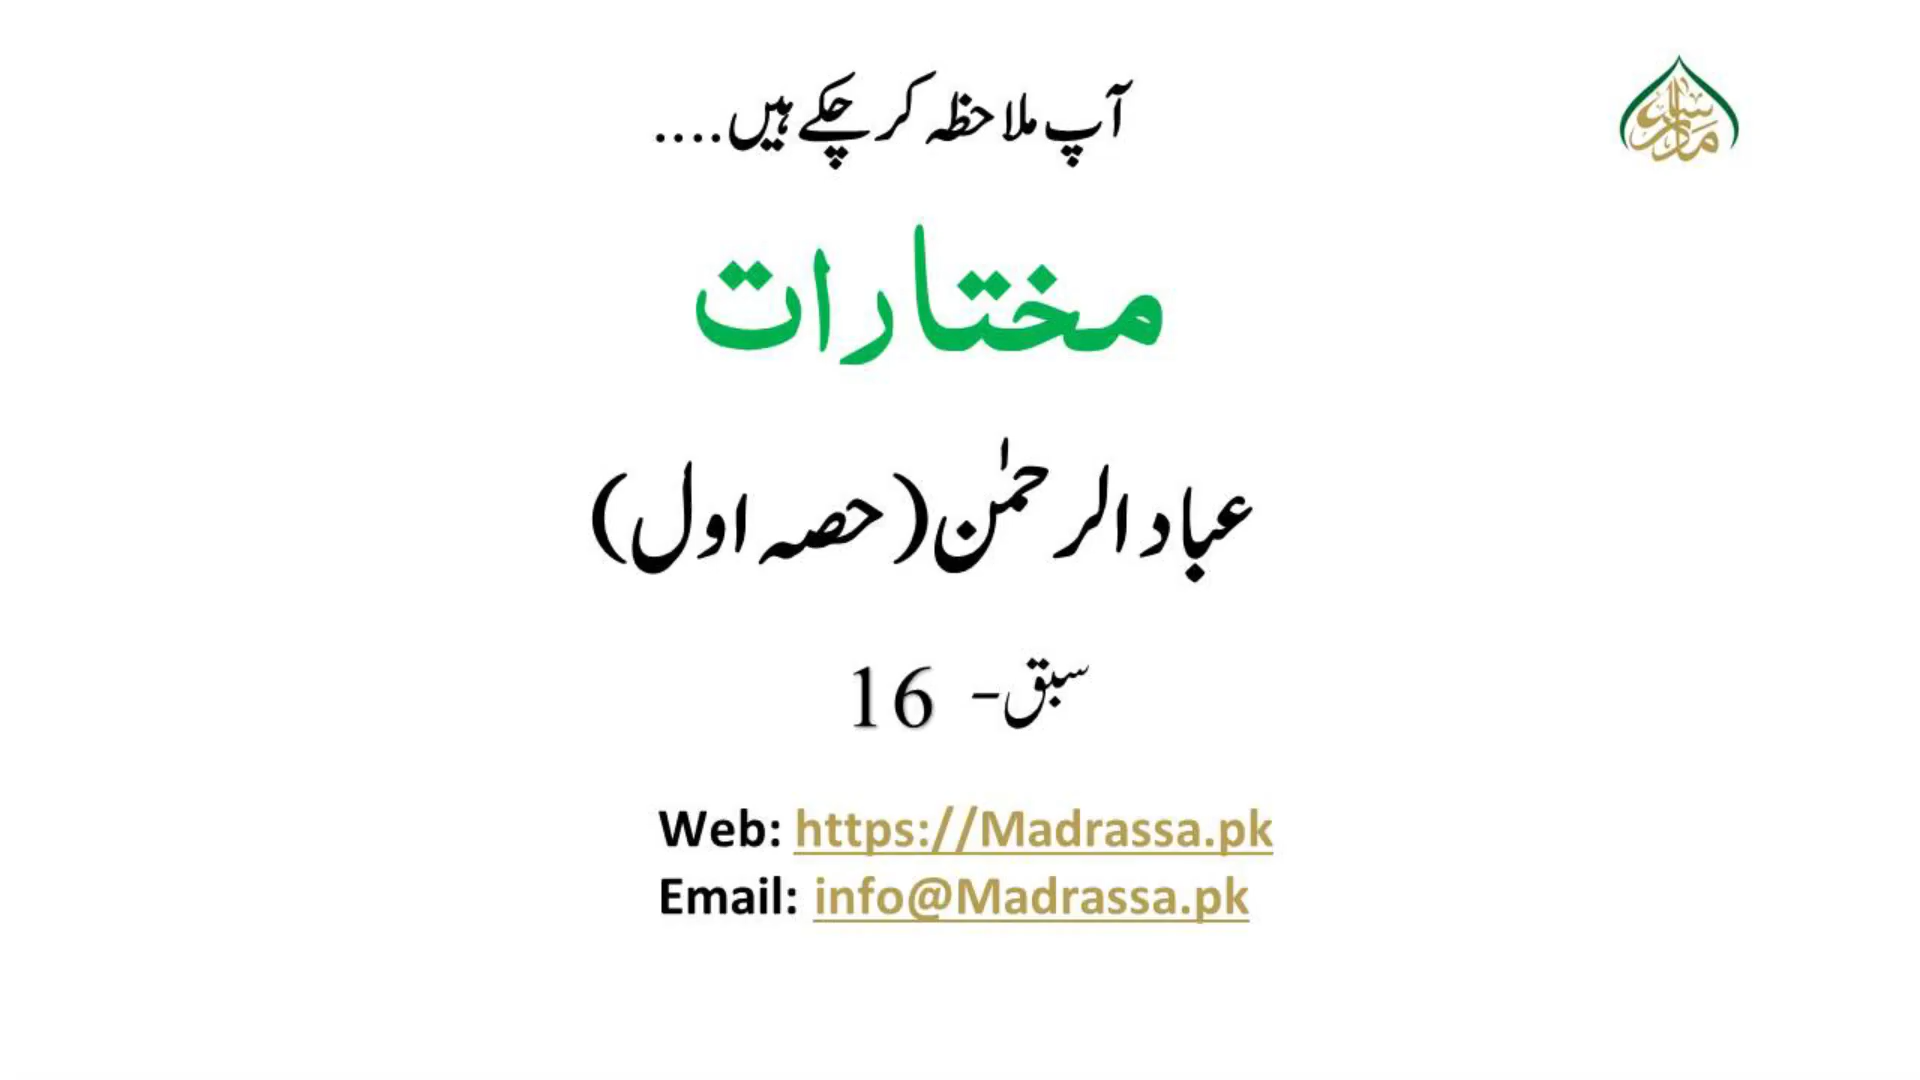 آپ ملاحظہ کر چکے ہیں....
مختارات
عباد الرحمٰن (حصہ اول)
سبق - 16
Web: https://Madrassa.pk
Email: info@Madrassa.pk